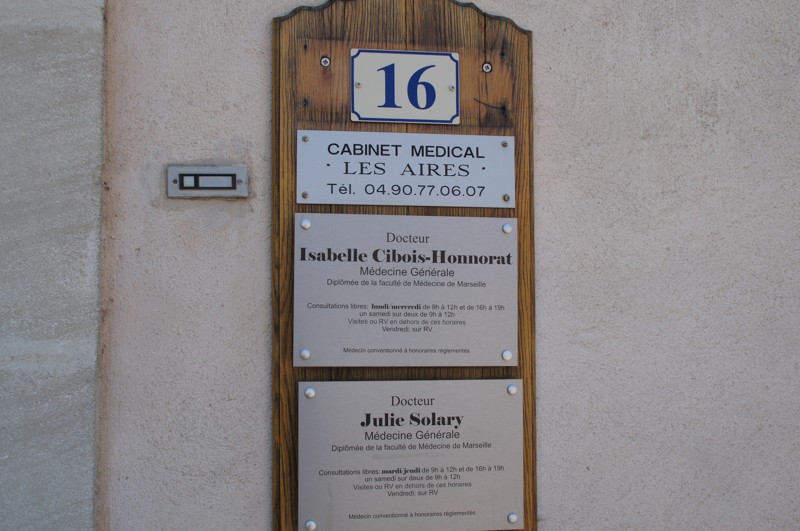 16
CABINET MEDICAL
· LES AIRES ·
Tél. 04.90.77.06.07
Docteur
Isabelle Cibois-Honnorat
Médecine Générale
Diplômée de la faculté de Médecine de Marseille
Consultations libres: lundi/mercredi de 9h à 12h et de 16h à 19h
un samedi sur deux de 9h à 12h
Visites ou RV en dehors de ces horaires
Vendredi: sur RV
Médecin conventionné à honoraires réglementés
Docteur
Julie Solary
Médecine Générale
Diplômée de la faculté de Médecine de Marseille
Consultations libres: mardi/jeudi de 9h à 12h et de 16h à 19h
un samedi sur deux de 9h à 12h
Visites ou RV en dehors de ces horaires
Vendredi: sur RV
Médecin conventionné à honoraires réglementés